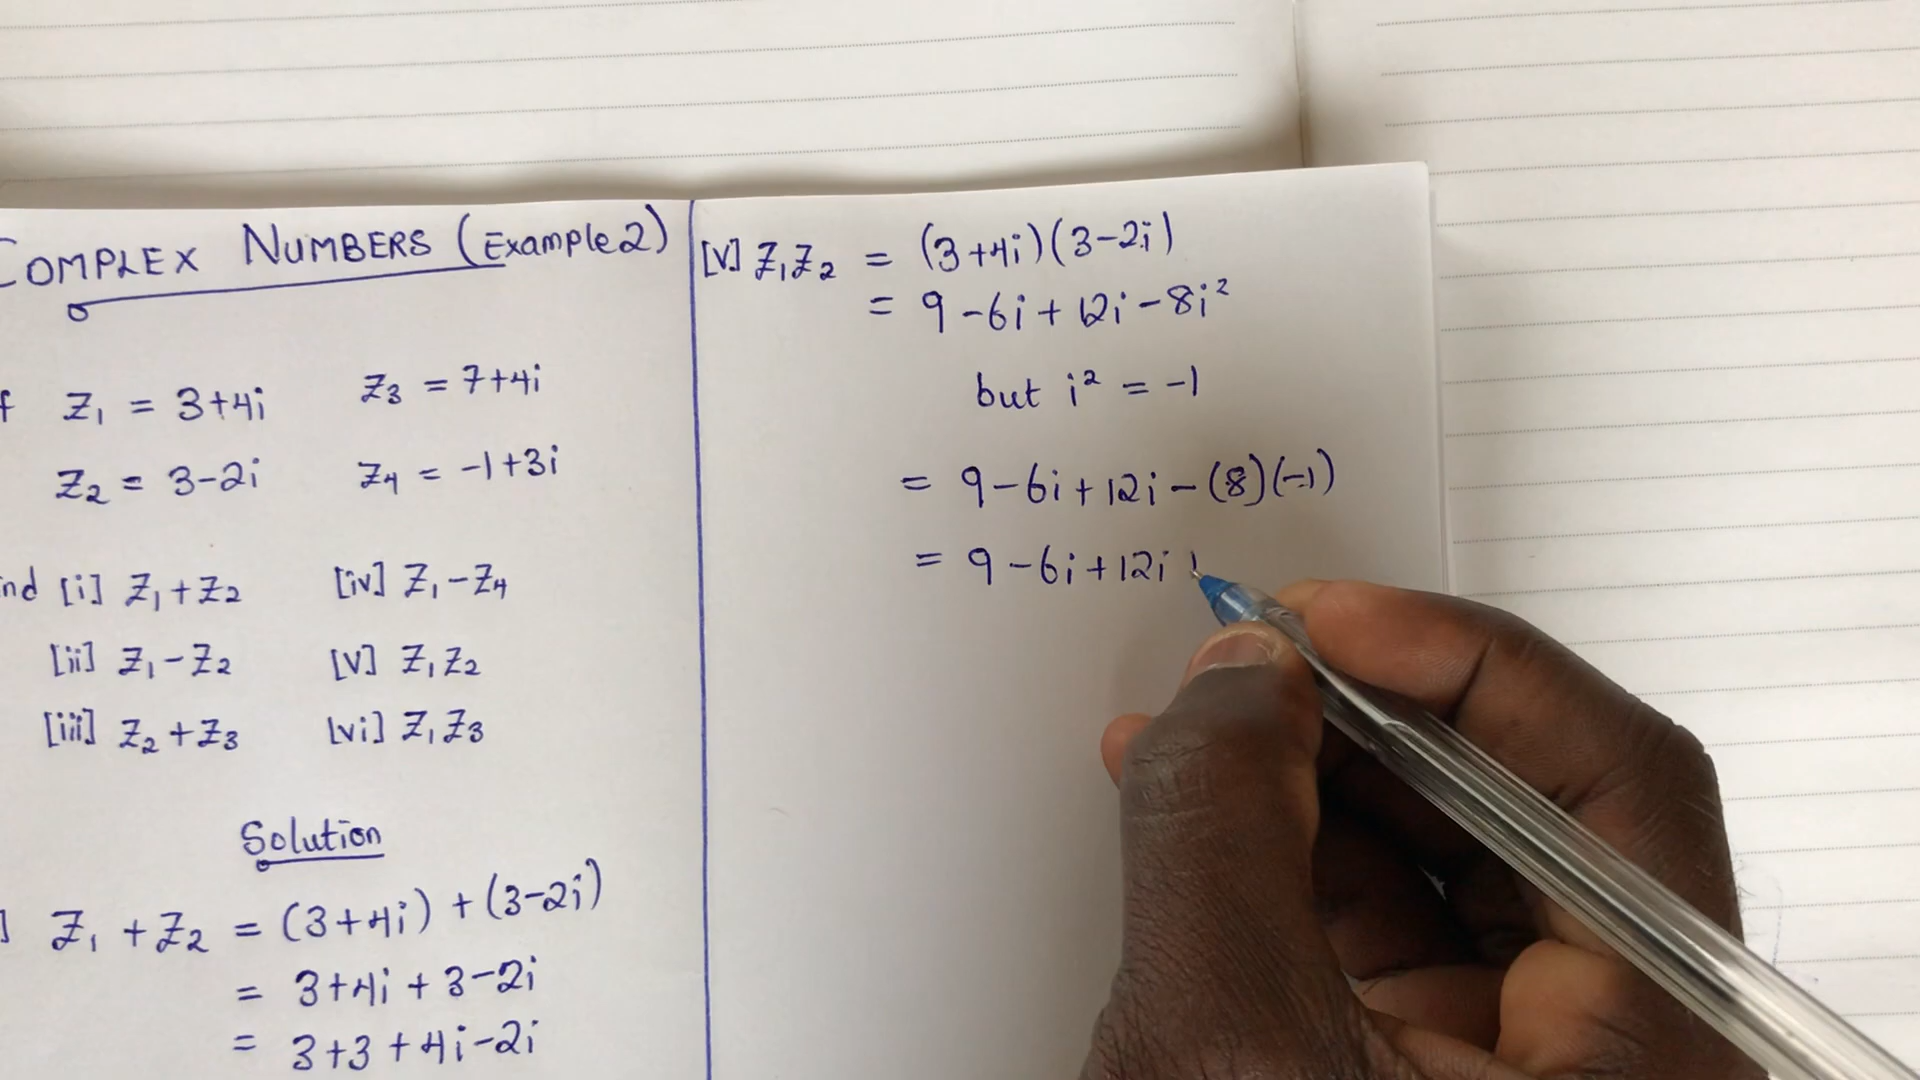 COMPLEX NUMBERS (Example 2)
f Z₁ = 3+4i Z₃ = 7+4i
Z₂ = 3-2i Z₄ = -1+3i
nd [i] Z₁+Z₂ [iv] Z₁-Z₄
[ii] Z₁-Z₂ [V] Z₁Z₂
[iii] Z₂+Z₃ [vi] Z₁Z₃
Solution
] Z₁+Z₂ = (3+4i)+(3-2i)
= 3+4i+3-2i
= 3+3+4i-2i
[V] Z₁Z₂ = (3+4i)(3-2i)
= 9-6i+12i-8i²
but i² = -1
= 9-6i+12i-(8)(-1)
= 9-6i+12i